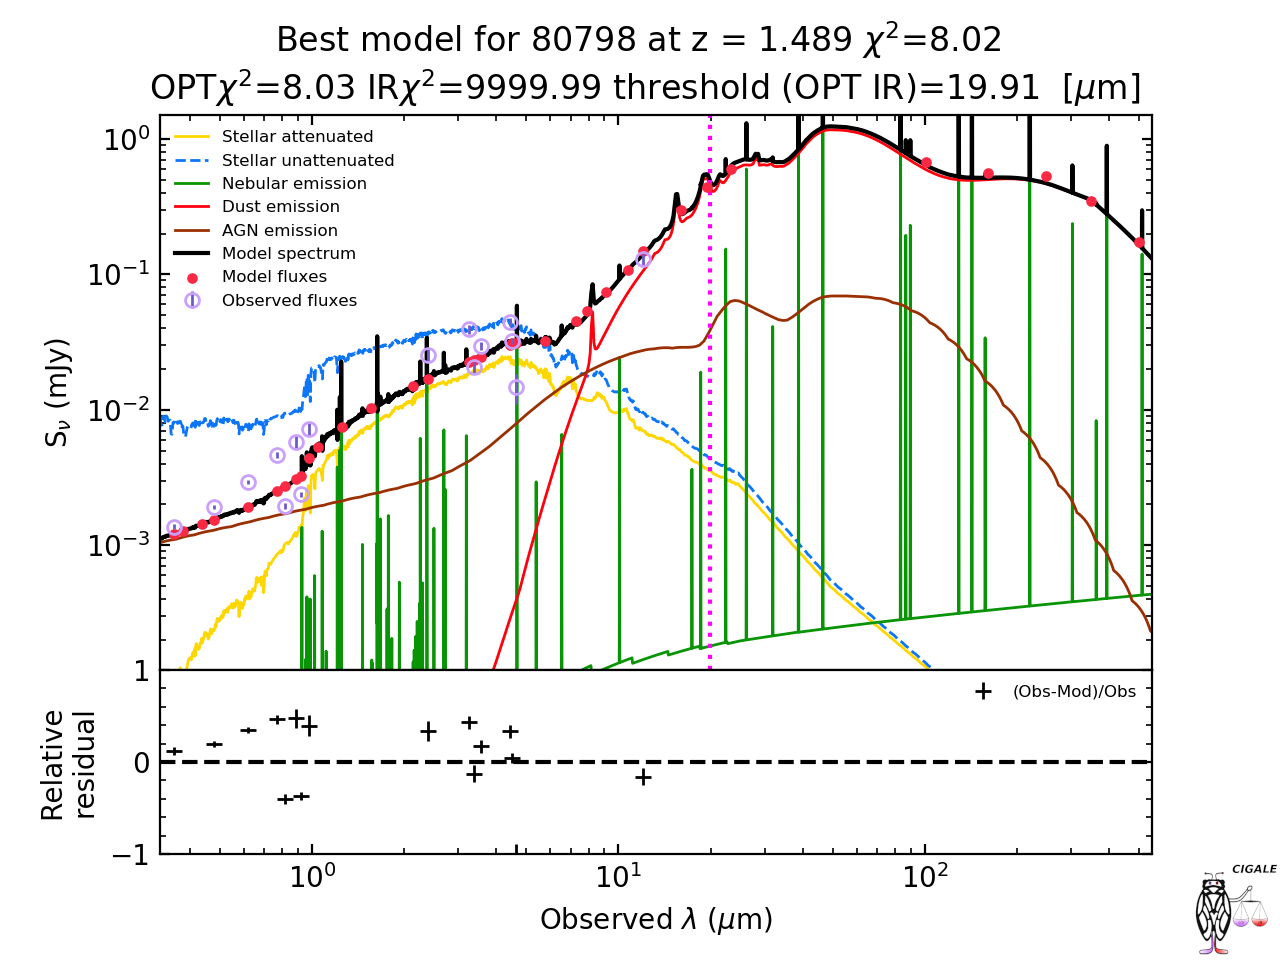 Best model for 80798 at z = 1.489 χ²=8.02
OPTχ²=8.03 IRχ²=9999.99 threshold (OPT IR)=19.91 [μm]
Stellar attenuated
Stellar unattenuated
Nebular emission
Dust emission
AGN emission
Model spectrum
Model fluxes
Observed fluxes
10⁰
10⁻¹
10⁻²
10⁻³
Sᵥ (mJy)
(Obs-Mod)/Obs
1
0
−1
Relative
residual
10⁰ 10¹ 10²
Observed λ (μm)
CIGALE